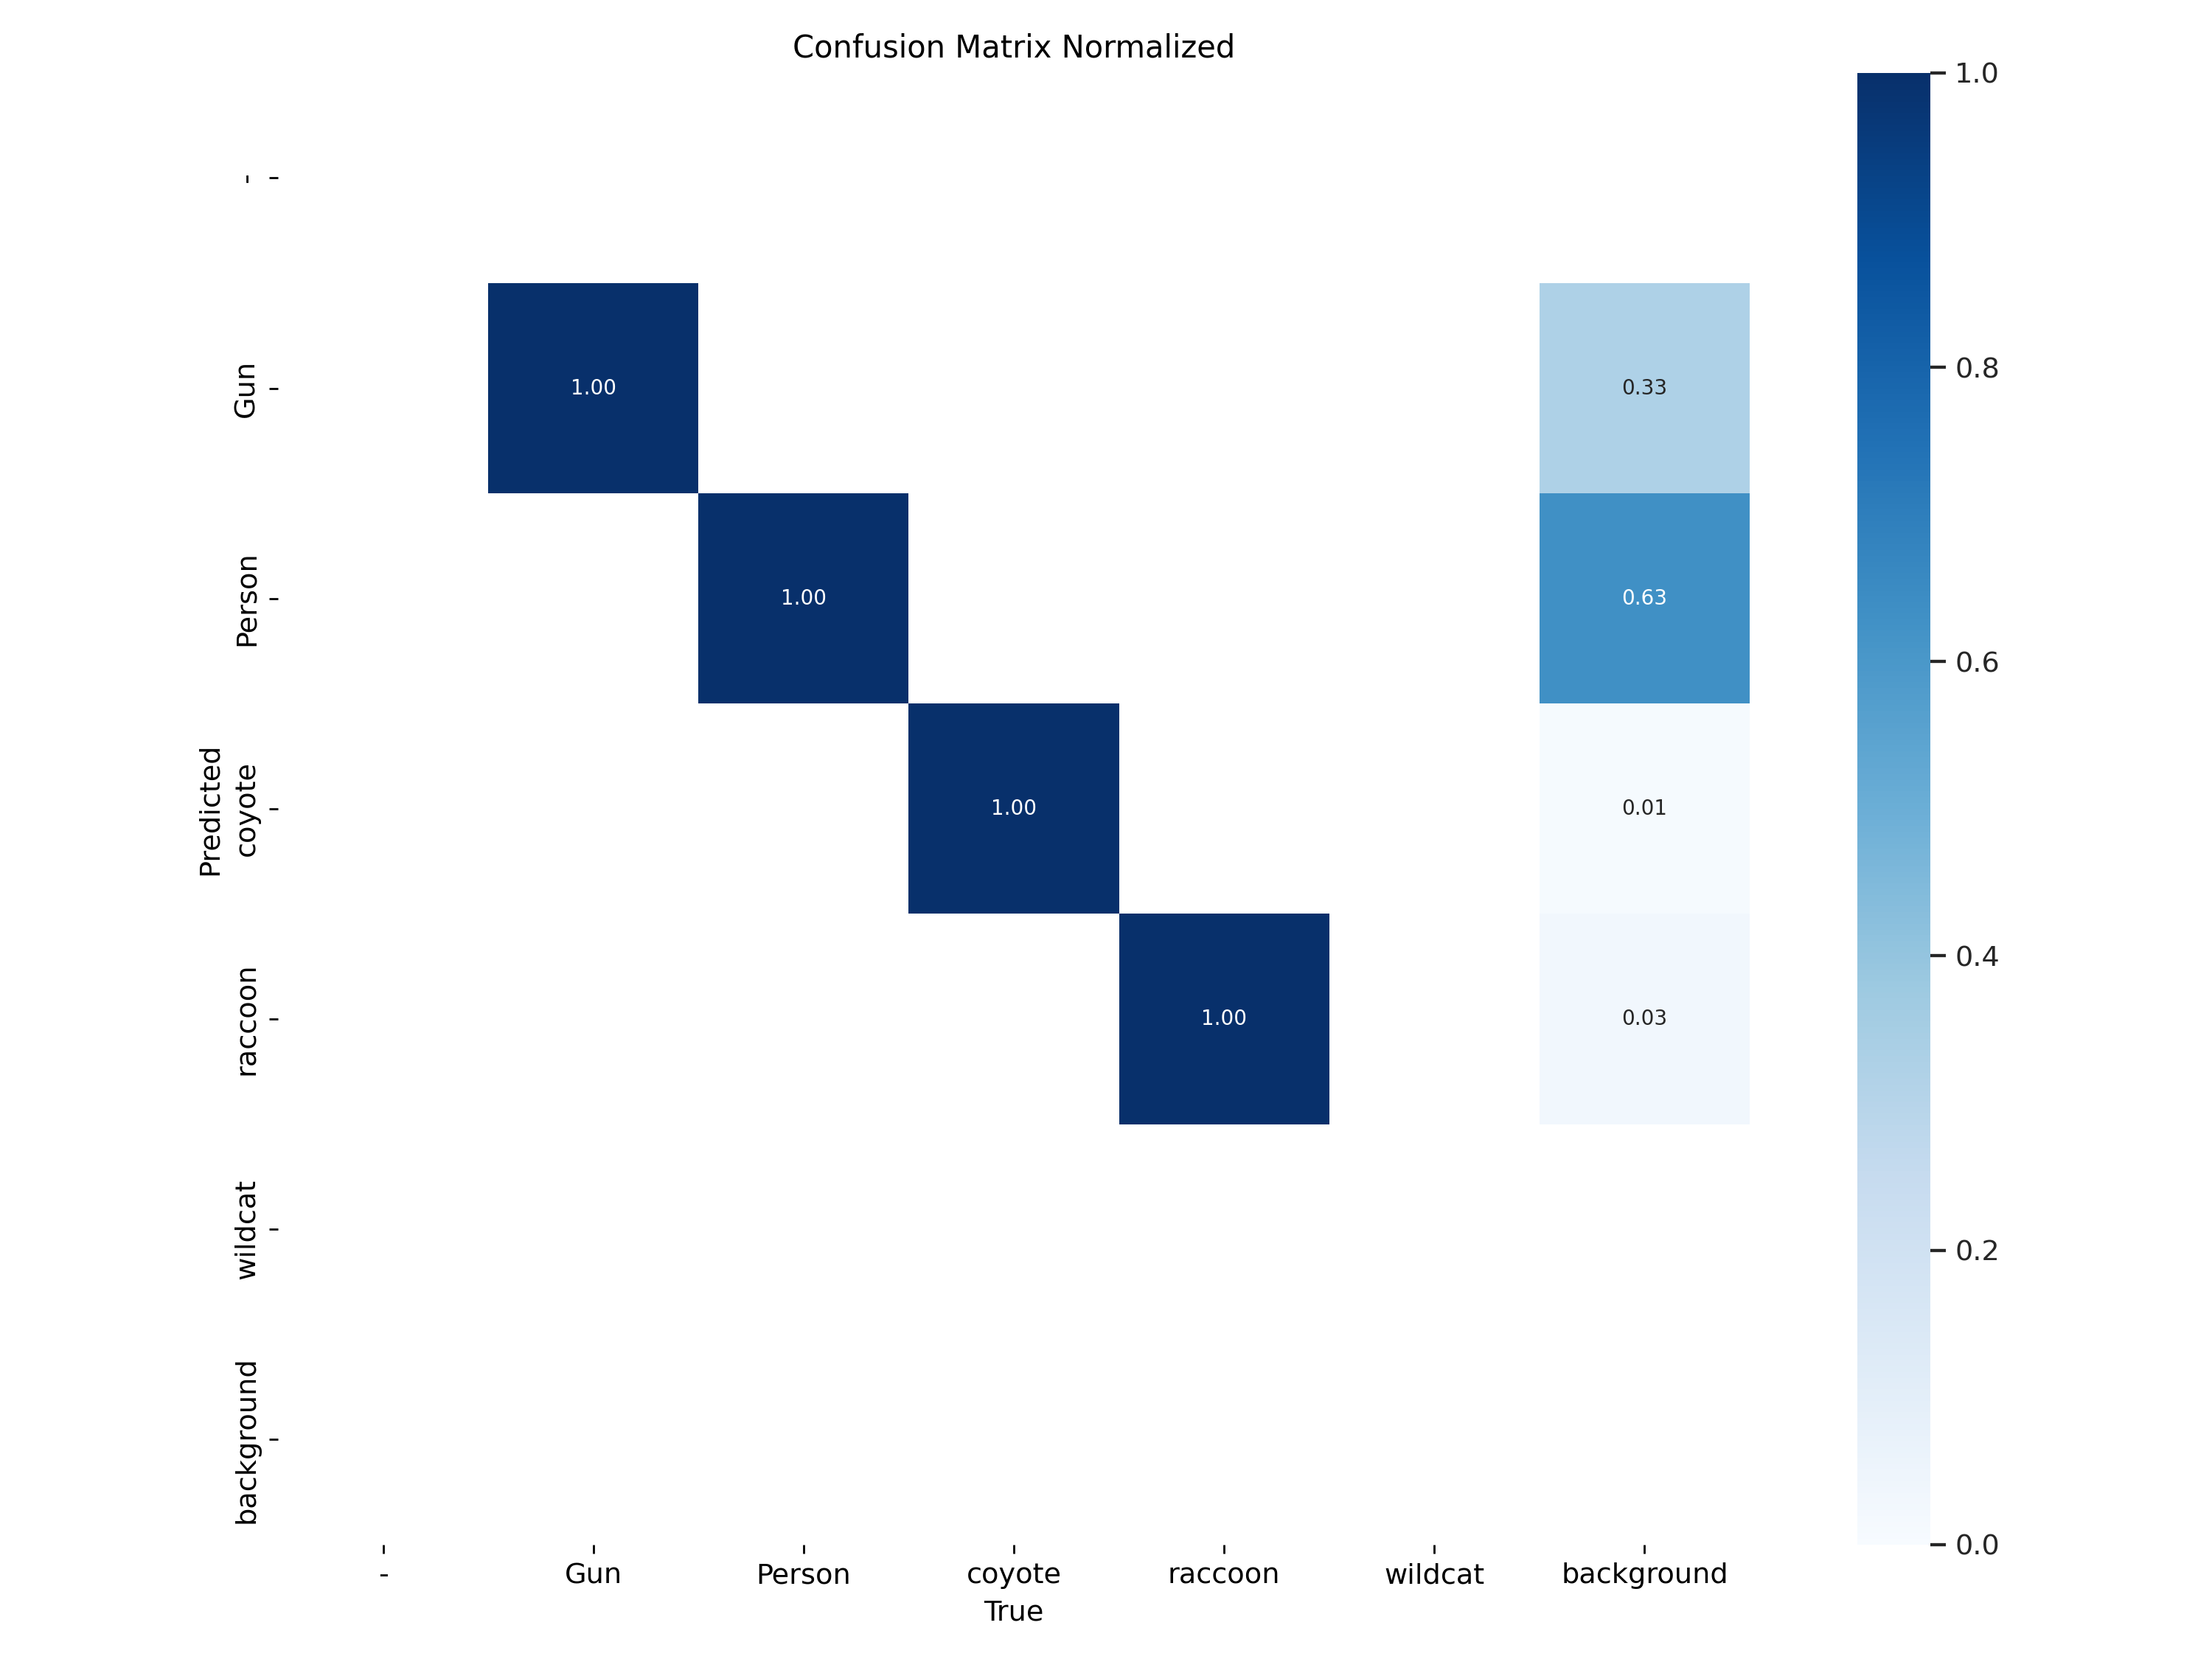 Confusion Matrix Normalized
-
Gun
Person
coyote
raccoon
wildcat
background
Predicted
1.00
0.33
1.00
0.63
1.00
0.01
1.00
0.03
-
Gun
Person
coyote
raccoon
wildcat
background
True
1.0
0.8
0.6
0.4
0.2
0.0